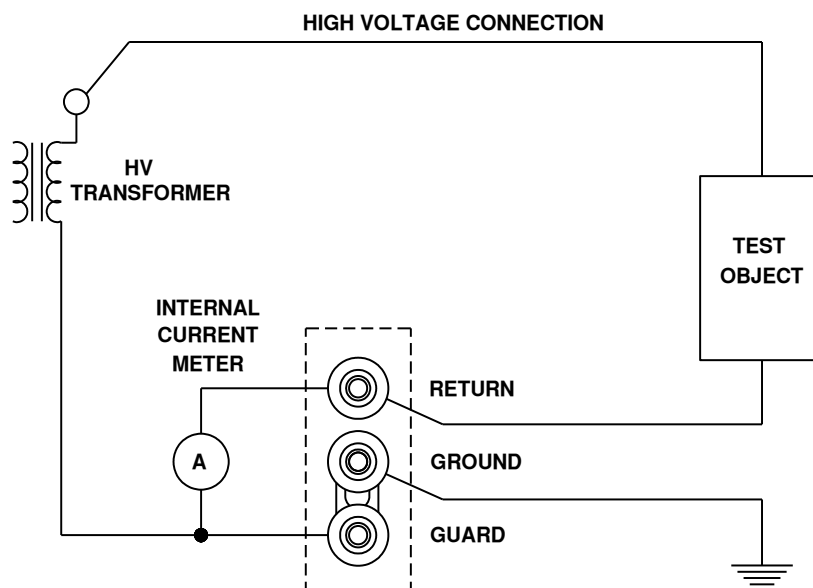 HIGH VOLTAGE CONNECTION
HV
TRANSFORMER
TEST
OBJECT
INTERNAL
CURRENT
METER
RETURN
A
GROUND
GUARD